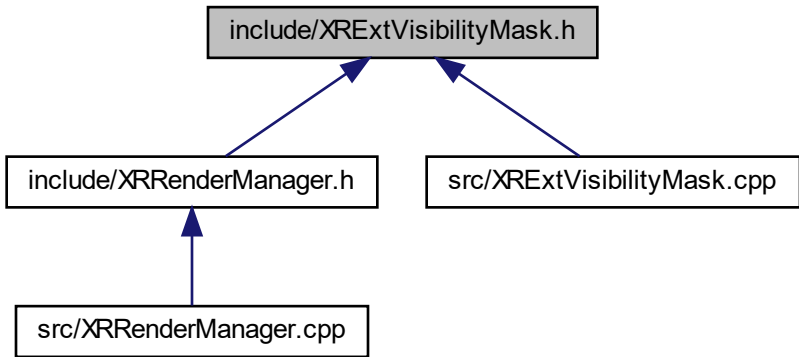 include/XRExtVisibilityMask.h
include/XRRenderManager.h
src/XRExtVisibilityMask.cpp
src/XRRenderManager.cpp